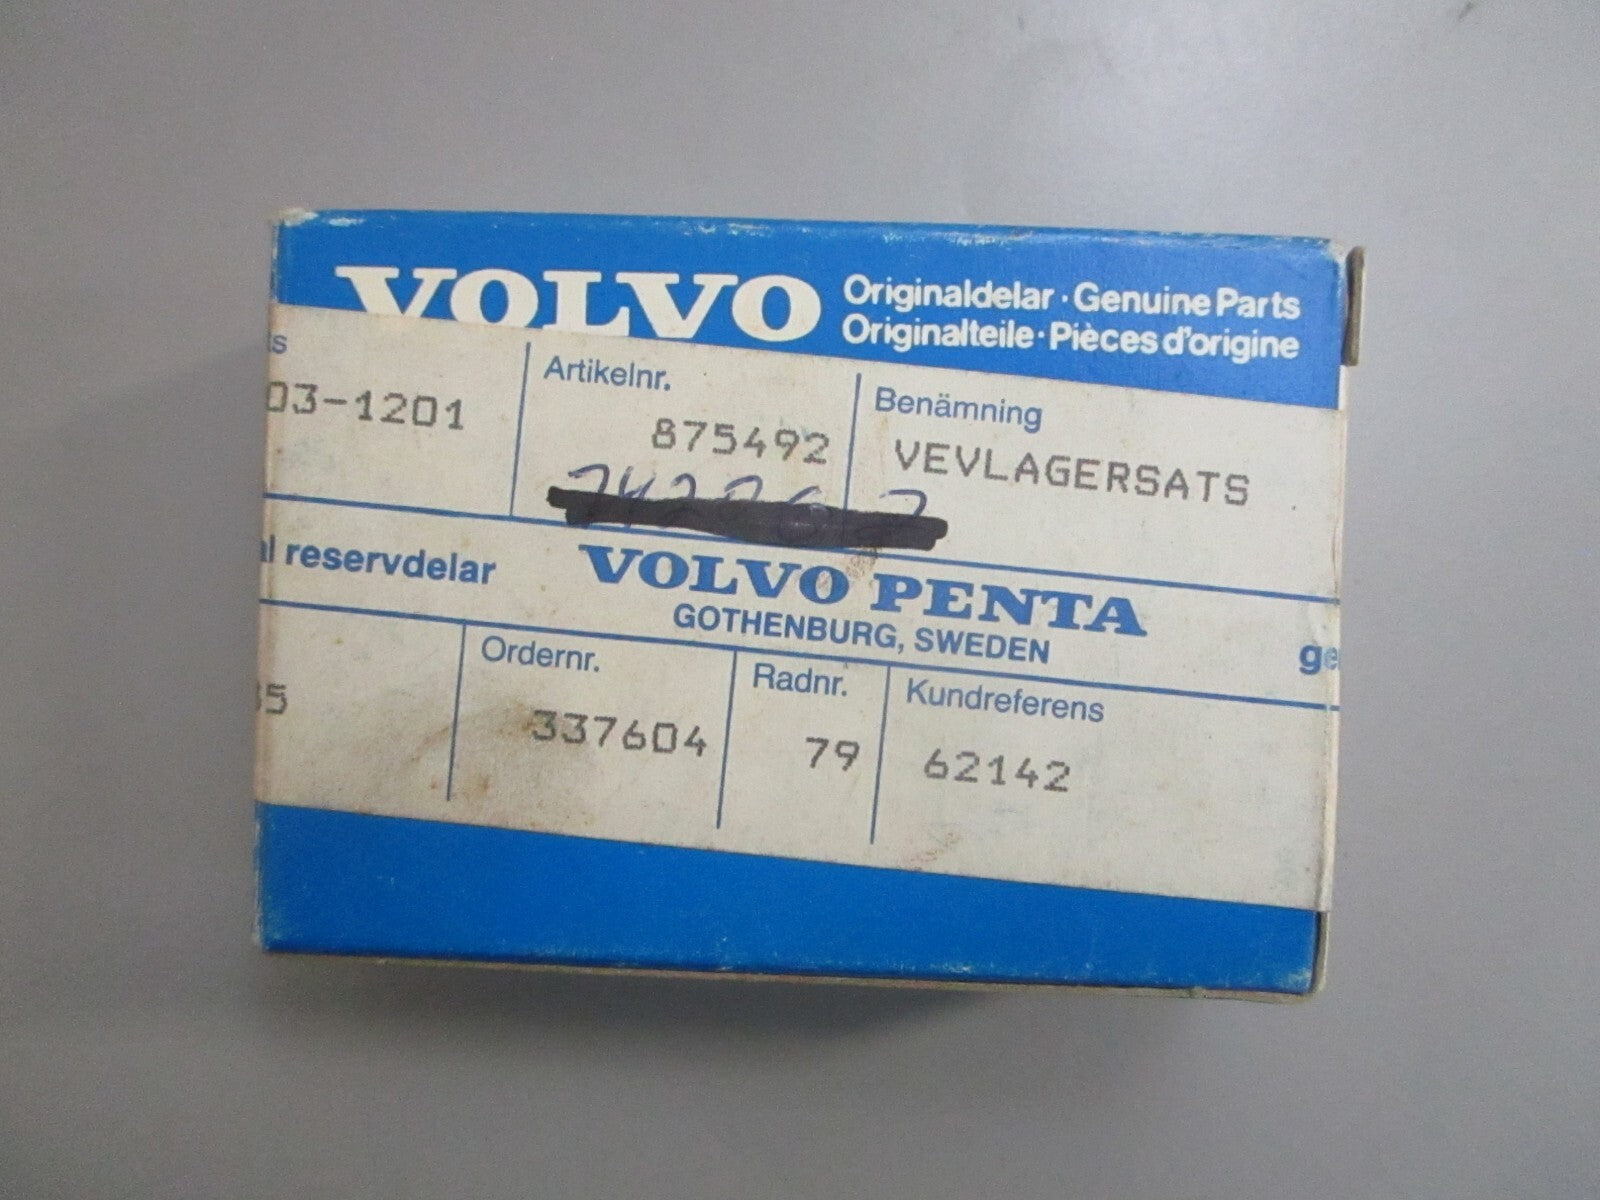 VOLVO
Originaldelar · Genuine Parts
Originalteile · Pièces d'origine
Artikelnr.
Benämning
03-1201
875492
VEVLAGERSATS
reservdelar
VOLVO PENTA
GOTHENBURG, SWEDEN
Ordernr.
Radnr.
Kundreferens
337604
79
62142